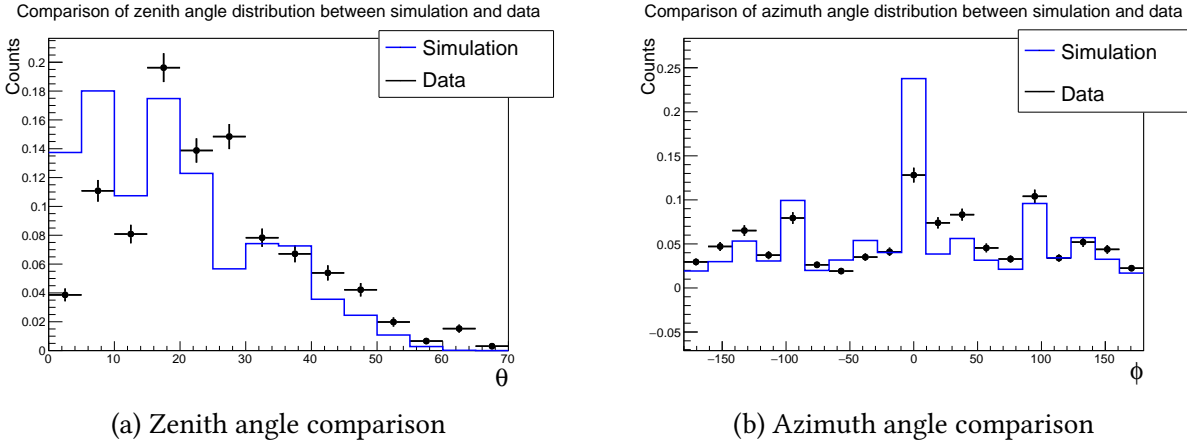 Comparison of zenith angle distribution between simulation and data
Counts
Simulation
Data
0.2
0.18
0.16
0.14
0.12
0.1
0.08
0.06
0.04
0.02
0
0 10 20 30 40 50 60 70
θ
(a) Zenith angle comparison
Comparison of azimuth angle distribution between simulation and data
Counts
Simulation
Data
0.25
0.2
0.15
0.1
0.05
0
−0.05
−150 −100 −50 0 50 100 150
ϕ
(b) Azimuth angle comparison